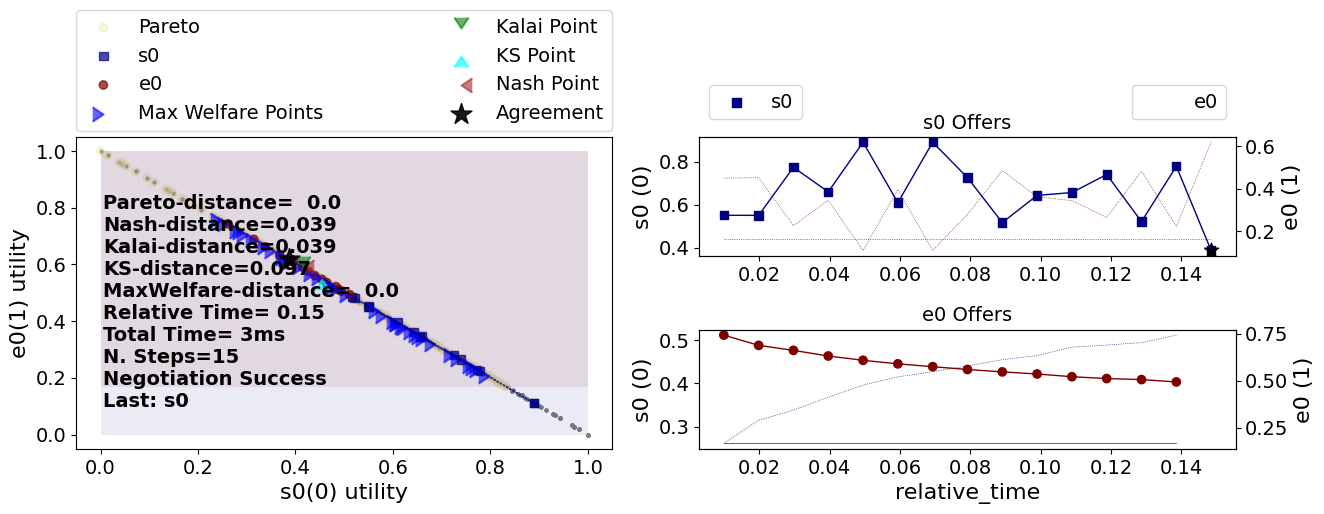 Pareto
s0
e0
Max Welfare Points
Kalai Point
KS Point
Nash Point
Agreement
1.0
0.8
0.6
0.4
0.2
0.0
e0(1) utility
Pareto-distance=  0.0
Nash-distance=0.039
Kalai-distance=0.039
KS-distance=0.097
MaxWelfare-distance=  0.0
Relative Time= 0.15
Total Time= 3ms
N. Steps=15
Negotiation Success
Last: s0
0.0 0.2 0.4 0.6 0.8 1.0
s0(0) utility
s0
e0
s0 Offers
0.8
0.6
0.4
s0 (0)
0.6
0.4
0.2
e0 (1)
0.02 0.04 0.06 0.08 0.10 0.12 0.14
e0 Offers
0.5
0.4
0.3
s0 (0)
0.75
0.50
0.25
e0 (1)
0.02 0.04 0.06 0.08 0.10 0.12 0.14
relative_time